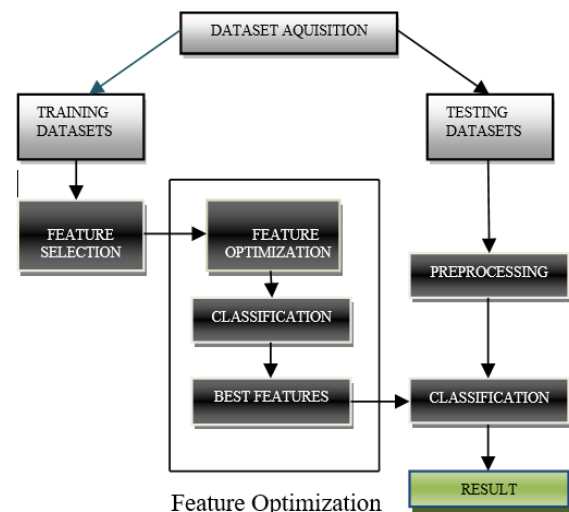 DATASET AQUISITION
TRAINING
DATASETS
TESTING
DATASETS
FEATURE
SELECTION
FEATURE
OPTIMIZATION
PREPROCESSING
CLASSIFICATION
BEST FEATURES
CLASSIFICATION
RESULT
Feature Optimization